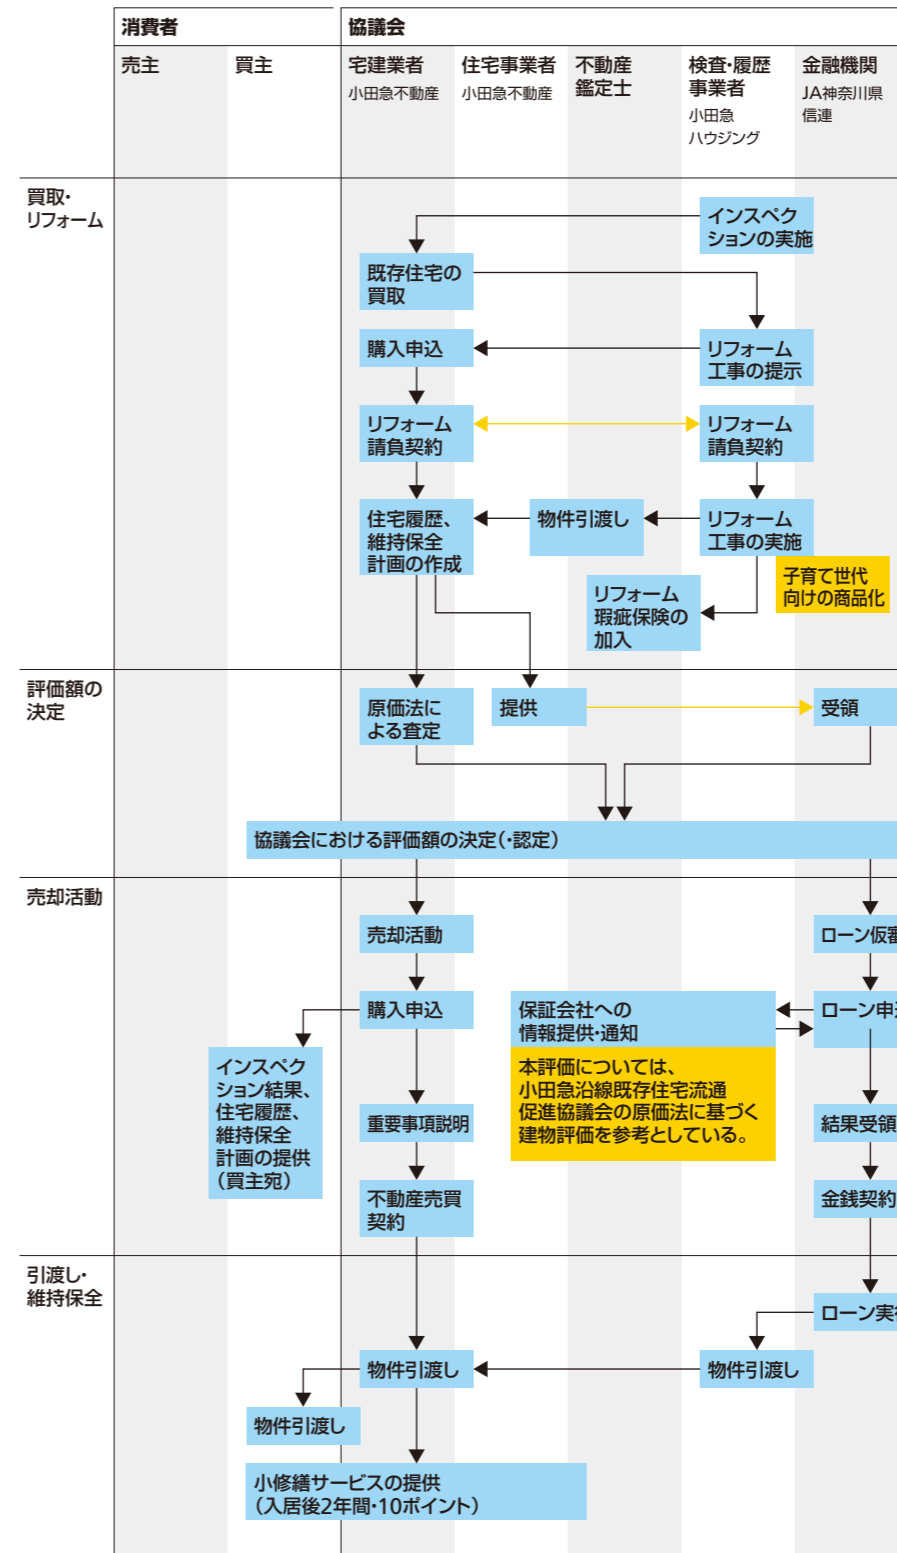 消費者
協議会
売主
買主
宅建業者
小田急不動産
住宅事業者
小田急不動産
不動産
鑑定士
検査・履歴
事業者
小田急
ハウジング
金融機関
JA神奈川県
信連
買取・
リフォーム
インスペク
ションの実施
既存住宅の
買取
購入申込
リフォーム
工事の提示
リフォーム
請負契約
リフォーム
請負契約
住宅履歴、
維持保全
計画の作成
物件引渡し
リフォーム
工事の実施
子育て世代
向けの商品化
リフォーム
瑕疵保険の
加入
評価額の
決定
原価法に
よる査定
提供
受領
協議会における評価額の決定(・認定)
売却活動
売却活動
ローン仮審
購入申込
保証会社への
情報提供・通知
ローン申
インスペク
ション結果、
住宅履歴、
維持保全
計画の提供
(買主宛)
本評価については、
小田急沿線既存住宅流通
促進協議会の原価法に基づく
建物評価を参考としている。
重要事項説明
結果受領
不動産売買
契約
金銭契約
引渡し・
維持保全
ローン実
物件引渡し
物件引渡し
物件引渡し
小修繕サービスの提供
(入居後2年間・10ポイント)